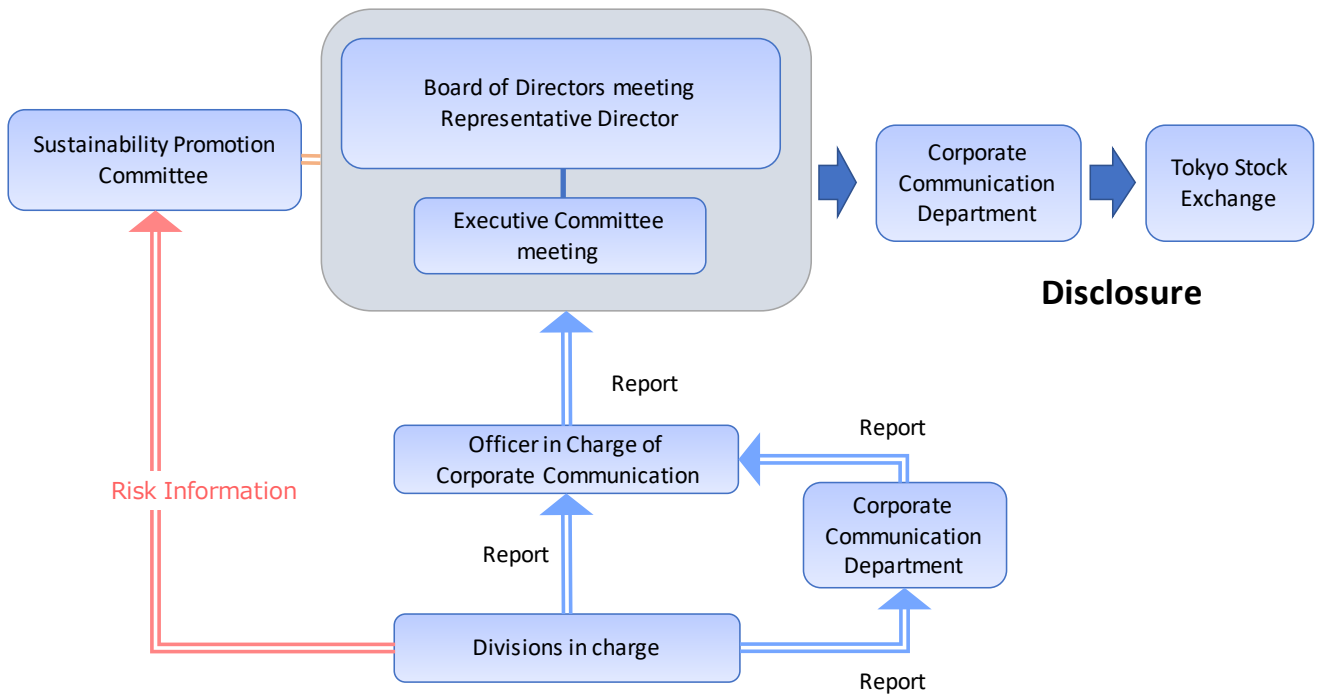 Board of Directors meeting
Representative Director
Sustainability Promotion
Committee
Executive Committee
meeting
Corporate
Communication
Department
Tokyo Stock
Exchange
Disclosure
Report
Officer in Charge of
Corporate Communication
Report
Risk Information
Corporate
Communication
Department
Report
Divisions in charge
Report